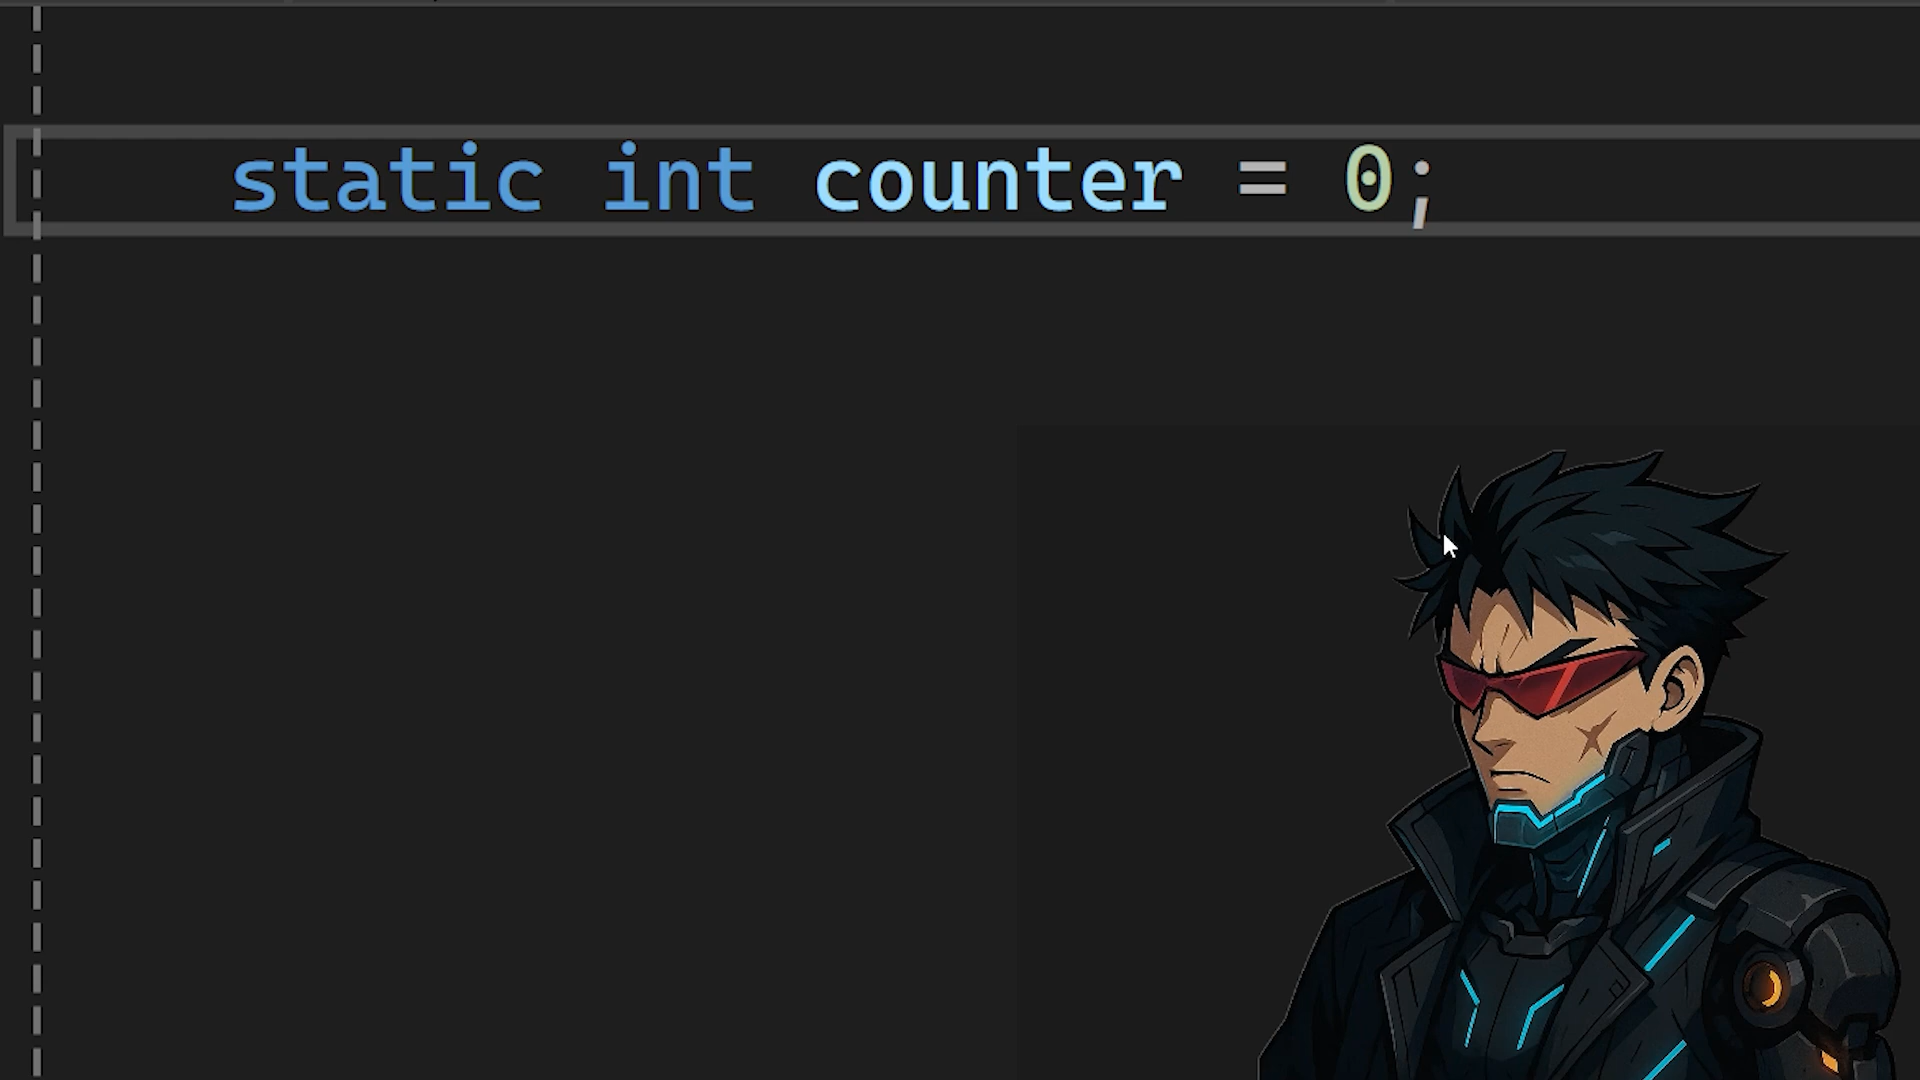 static int counter = 0;